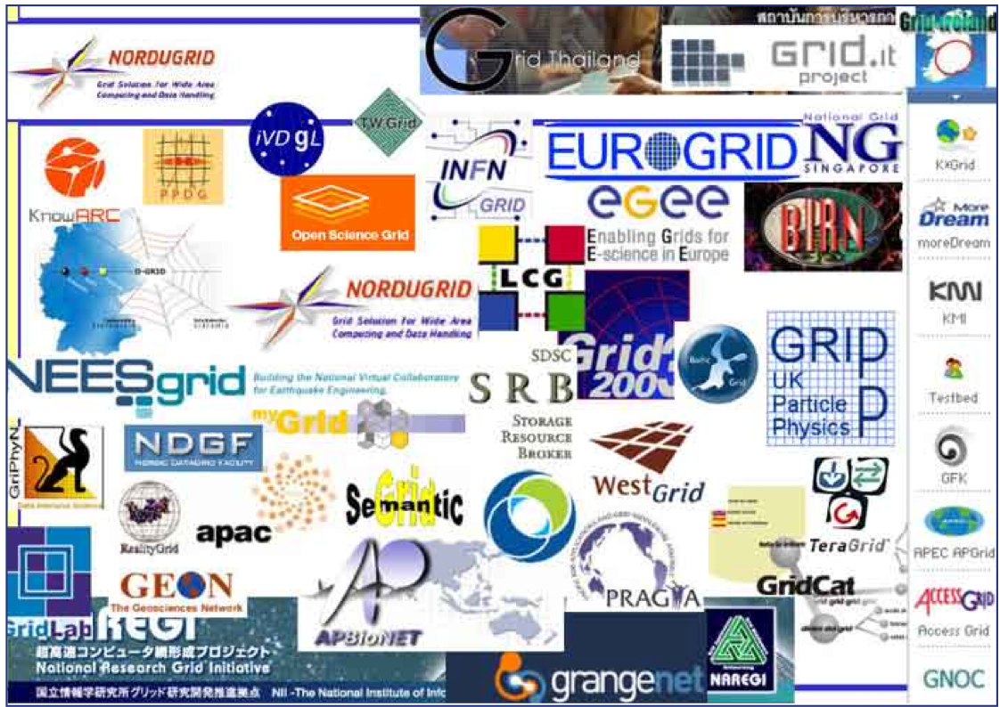 สถาบันการบริหาร
Grid-Ireland
NORDUGRID
Grid Solution for Wide Area
Computing and Data Handling
Grid Thailand
Grid.it
project
TW Grid
iVDgL
National Grid
NG
SINGAPORE
EUROGRID
INFN
GRID
K*Grid
PPDG
KnowARC
Open Science Grid
egee
Enabling Grids for
E-science in Europe
BIRN
More
Dream
moreDream
D-GRID
LCG
NORDUGRID
Grid Solution for Wide Area
Computing and Data Handling
KMI
KMI
Grid3
2003
Baltic
Grid
GRIPP
UK
Particle
Physics
NEESgrid
Building the National Virtual Collaboratory
for Earthquake Engineering.
SDSC
SRB
STORAGE
RESOURCE
BROKER
Testbed
myGrid
GriPhyN
Data Intensive Science
NDGF
NORDIC DATAGRID FACILITY
WestGrid
GFK
SemanticGrid
RealityGrid
apac
TeraGrid
APEC APGrid
GEON
The Geosciences Network
APBIONET
PRAGMA
GridCat
ACCESS GRID
Access Grid
GridLab
NAREGI
超高速コンピュータ網形成プロジェクト
National Research Grid Initiative
国立情報学研究所グリッド研究開発推進拠点 NII -The National Institute of Info
grangenet
NAREGI
GNOC